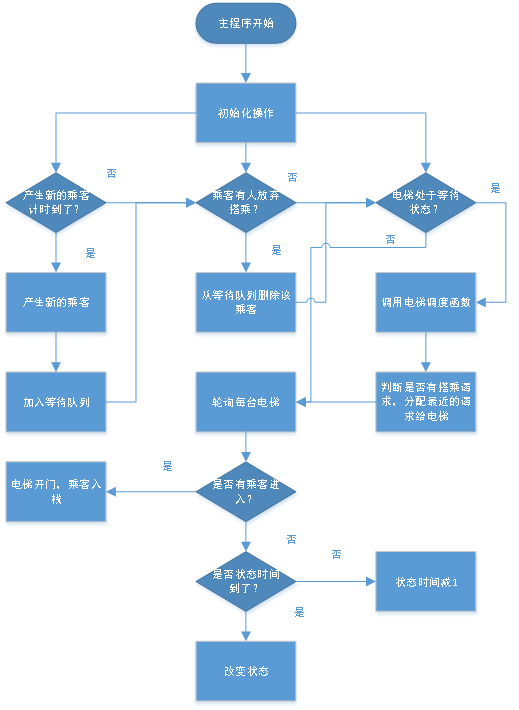 主程序开始
初始化操作
产生新的乘客
计时到了？
否
乘客有人放弃
搭乘？
否
电梯处于等待
状态？
是
是
是
否
产生新的乘客
从等待队列删除该
乘客
调用电梯调度函数
加入等待队列
轮询每台电梯
判断是否有搭乘请
求，分配最近的请
求给电梯
是
电梯开门，乘客入
栈
是否有乘客进
入？
否
否
是否状态时间
到了？
状态时间减1
是
改变状态